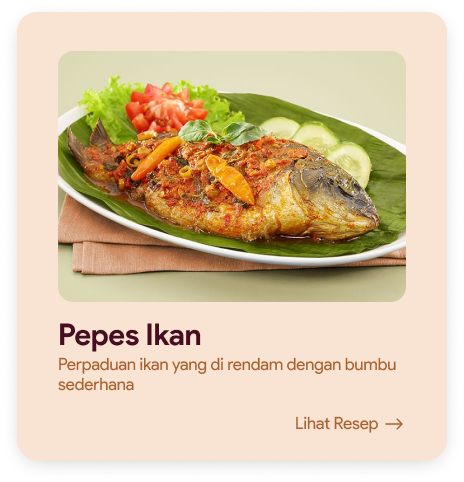 Pepes Ikan
Perpaduan ikan yang di rendam dengan bumbu
sederhana
Lihat Resep →